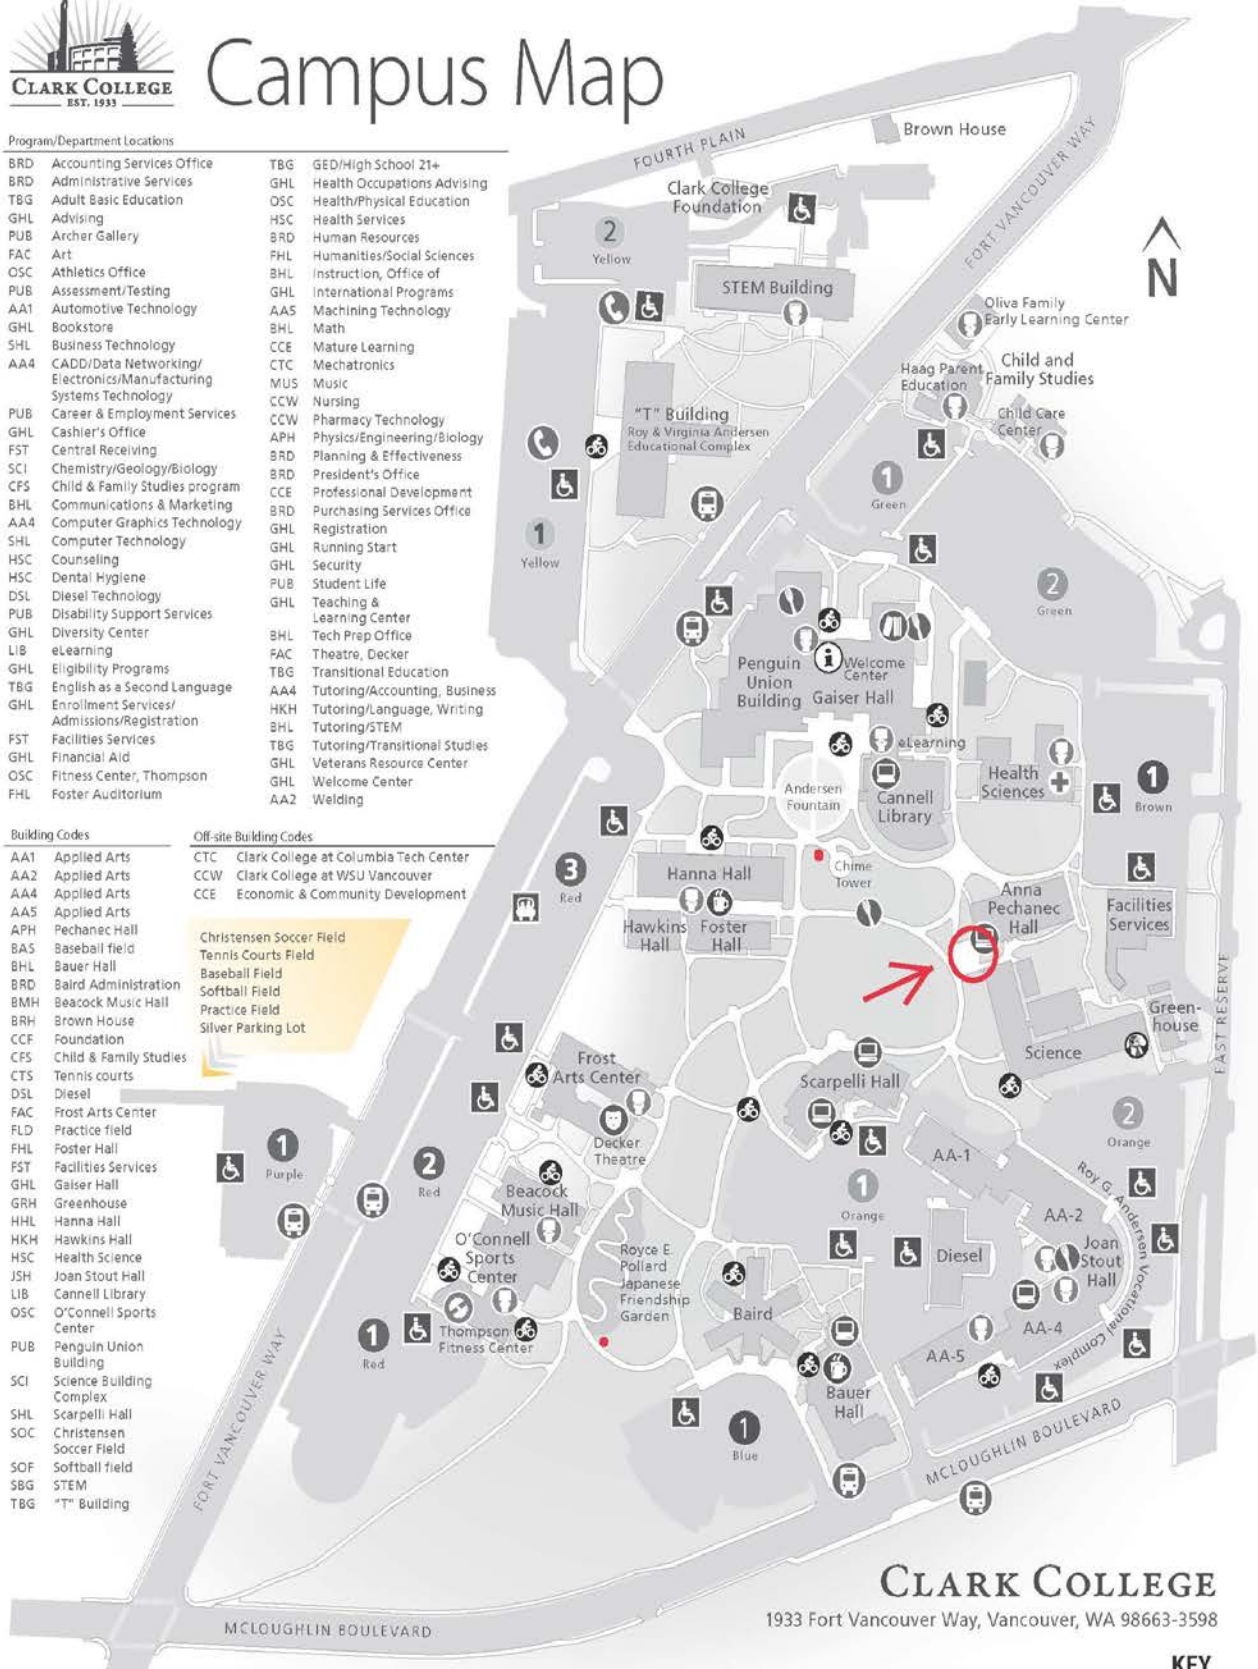 CLARK COLLEGE
EST. 1933
Campus Map
Program/Department Locations
BRD Accounting Services Office
BRD Administrative Services
TBG Adult Basic Education
GHL Advising
PUB Archer Gallery
FAC Art
OSC Athletics Office
PUB Assessment/Testing
AA1 Automotive Technology
GHL Bookstore
SHL Business Technology
AA4 CADD/Data Networking/
Electronics/Manufacturing
Systems Technology
PUB Career & Employment Services
GHL Cashier's Office
FST Central Receiving
SCI Chemistry/Geology/Biology
CFS Child & Family Studies program
BHL Communications & Marketing
AA4 Computer Graphics Technology
SHL Computer Technology
HSC Counseling
HSC Dental Hygiene
DSL Diesel Technology
PUB Disability Support Services
GHL Diversity Center
LIB eLearning
GHL Eligibility Programs
TBG English as a Second Language
GHL Enrollment Services/
Admissions/Registration
FST Facilities Services
GHL Financial Aid
OSC Fitness Center, Thompson
FHL Foster Auditorium
TBG GED/High School 21+
GHL Health Occupations Advising
OSC Health/Physical Education
HSC Health Services
BRD Human Resources
FHL Humanities/Social Sciences
BHL Instruction, Office of
GHL International Programs
AA5 Machining Technology
BHL Math
CCE Mature Learning
CTC Mechatronics
MUS Music
CCW Nursing
CCW Pharmacy Technology
APH Physics/Engineering/Biology
BRD Planning & Effectiveness
BRD President's Office
CCE Professional Development
BRD Purchasing Services Office
GHL Registration
GHL Running Start
GHL Security
PUB Student Life
GHL Teaching &
Learning Center
BHL Tech Prep Office
FAC Theatre, Decker
TBG Transitional Education
AA4 Tutoring/Accounting, Business
HKH Tutoring/Language, Writing
BHL Tutoring/STEM
TBG Tutoring/Transitional Studies
GHL Veterans Resource Center
GHL Welcome Center
AA2 Welding
Building Codes
AA1 Applied Arts
AA2 Applied Arts
AA4 Applied Arts
AA5 Applied Arts
APH Pechanec Hall
BAS Baseball field
BHL Bauer Hall
BRD Baird Administration
BMH Beacock Music Hall
BRH Brown House
CCF Foundation
CFS Child & Family Studies
CTS Tennis courts
DSL Diesel
FAC Frost Arts Center
FLD Practice field
FHL Foster Hall
FST Facilities Services
GHL Gaiser Hall
GRH Greenhouse
HHL Hanna Hall
HKH Hawkins Hall
HSC Health Science
JSH Joan Stout Hall
LIB Cannell Library
OSC O'Connell Sports
Center
PUB Penguin Union
Building
SCI Science Building
Complex
SHL Scarpelli Hall
SOC Christensen
Soccer Field
SOF Softball field
SBG STEM
TBG "T" Building
Off-site Building Codes
CTC Clark College at Columbia Tech Center
CCW Clark College at WSU Vancouver
CCE Economic & Community Development
Christensen Soccer Field
Tennis Courts Field
Baseball Field
Softball Field
Practice Field
Silver Parking Lot
FOURTH PLAIN
Brown House
FORT VANCOUVER WAY
Clark College
Foundation
2
Yellow
STEM Building
N
Oliva Family
Early Learning Center
Haag Parent
Education
Child and
Family Studies
Child Care
Center
"T" Building
Roy & Virginia Andersen
Educational Complex
1
Green
1
Yellow
2
Green
Penguin
Union
Building
i
Welcome
Center
Gaiser Hall
eLearning
Andersen
Fountain
Cannell
Library
Health
Sciences
1
Brown
3
Red
Hanna Hall
Chime
Tower
Anna
Pechanec
Hall
Facilities
Services
Hawkins
Hall
Foster
Hall
EAST RESERVE
Green-
house
Science
Frost
Arts Center
Scarpelli Hall
Decker
Theatre
2
Orange
1
Purple
2
Red
AA-1
Roy G. Andersen Vocational Complex
1
Orange
Beacock
Music Hall
AA-2
O'Connell
Sports
Center
Royce E.
Pollard
Japanese
Friendship
Garden
Diesel
Joan
Stout
Hall
Baird
AA-4
1
Red
Thompson
Fitness Center
AA-5
Bauer
Hall
1
Blue
FORT VANCOUVER WAY
MCLOUGHLIN BOULEVARD
MCLOUGHLIN BOULEVARD
CLARK COLLEGE
1933 Fort Vancouver Way, Vancouver, WA 98663-3598
KEY